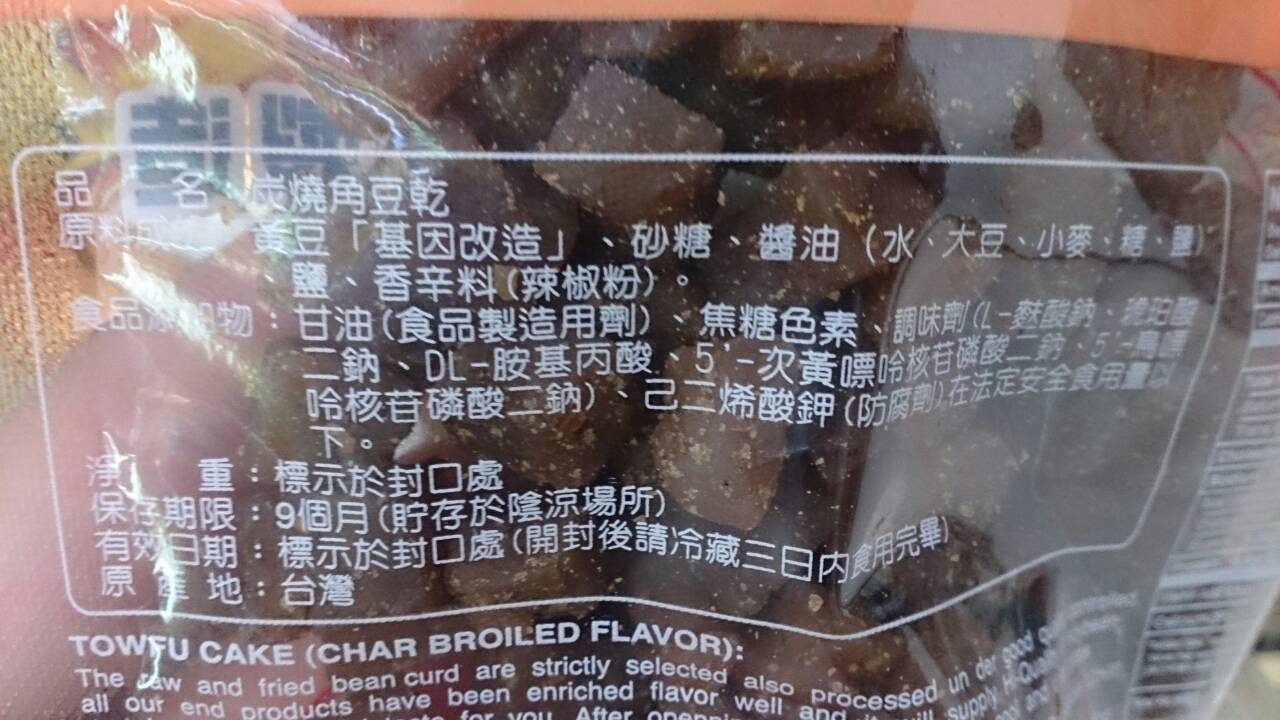 品 名 炭燒角豆乾
原料成 黃豆「基因改造」、砂糖、醬油(水、大豆、小麥、糖、鹽)
鹽、香辛料(辣椒粉)。
食品添加物:甘油(食品製造用劑)、焦糖色素、調味劑(L-麩酸鈉、琥珀酸
二鈉、DL-胺基丙酸、5'-次黃嘌呤核苷磷酸二鈉、5'-鳥嘌
呤核苷磷酸二鈉)、己二烯酸鉀(防腐劑)在法定安全食用量以
下。
淨 重:標示於封口處
保存期限:9個月(貯存於陰涼場所)
有效日期:標示於封口處(開封後請冷藏三日內食用完畢)
原 產 地:台灣
TOWFU CAKE (CHAR BROILED FLAVOR):
The raw and fried bean curd are strictly selected also processed un der good
all our end products have been enriched flavor well and it will supply
for you. After